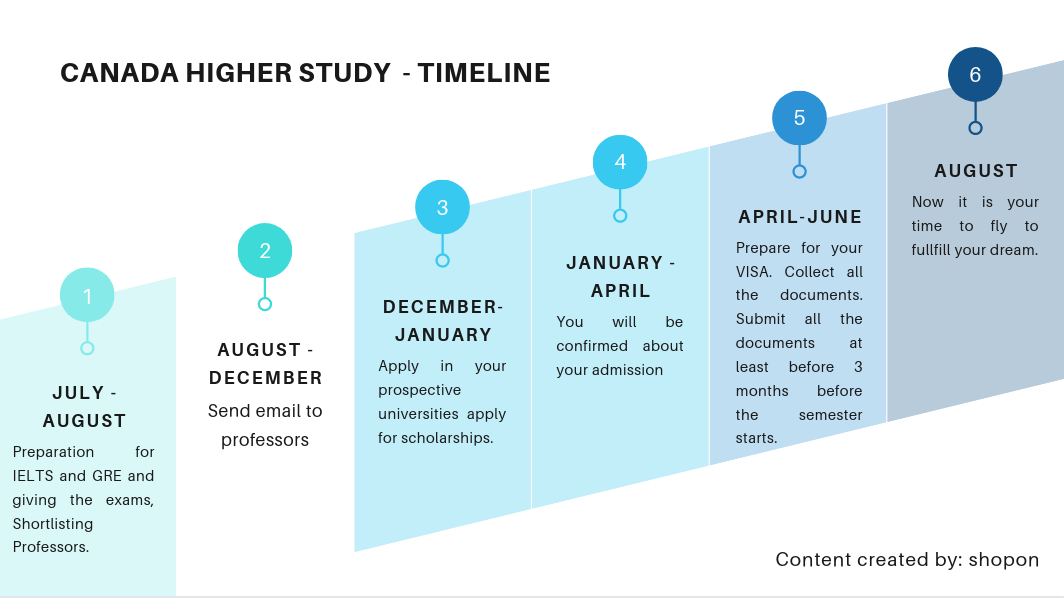 CANADA HIGHER STUDY - TIMELINE
1
JULY -
AUGUST
Preparation for
IELTS and GRE and
giving the exams,
Shortlisting
Professors.
2
AUGUST -
DECEMBER
Send email to
professors
3
DECEMBER-
JANUARY
Apply in your
prospective
universities apply
for scholarships.
4
JANUARY -
APRIL
You will be
confirmed about
your admission
5
APRIL-JUNE
Prepare for your
VISA. Collect all
the documents.
Submit all the
documents at
least before 3
months before
the semester
starts.
6
AUGUST
Now it is your
time to fly to
fullfill your dream.
Content created by: shopon